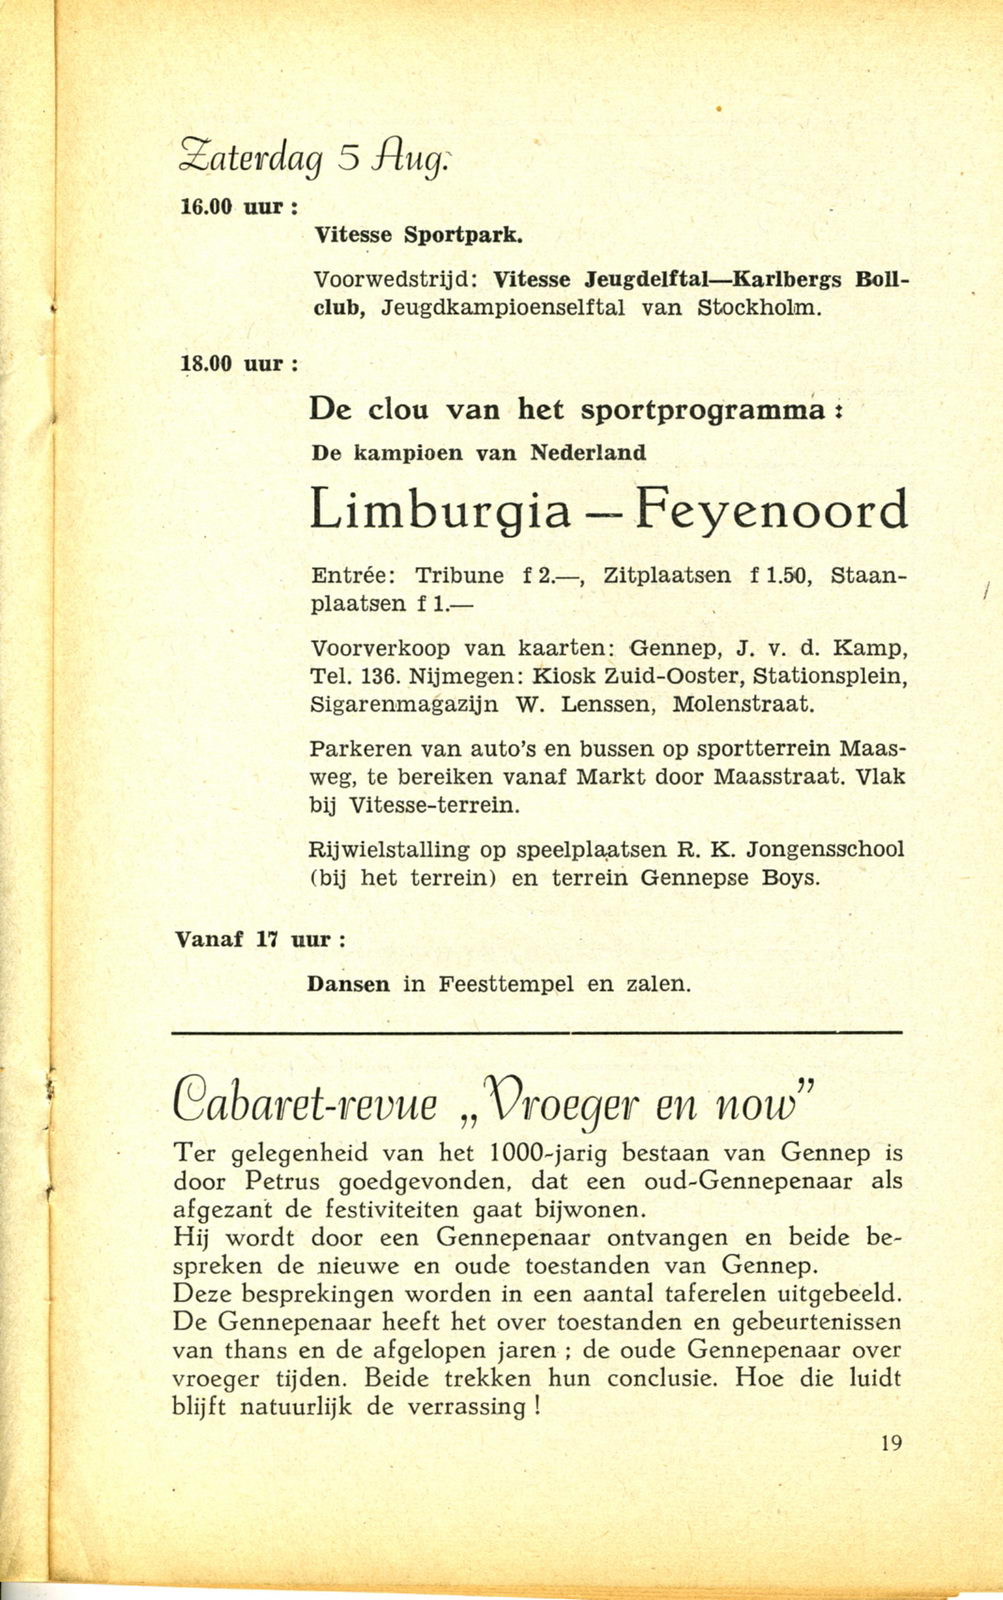 Zaterdag 5 Aug.
16.00 uur :
Vitesse Sportpark.
Voorwedstrijd: Vitesse Jeugdelftal—Karlbergs Boll-
club, Jeugdkampioenselftal van Stockholm.
18.00 uur :
De clou van het sportprogramma :
De kampioen van Nederland
Limburgia — Feyenoord
Entrée: Tribune f 2.—, Zitplaatsen f 1.50, Staan-
plaatsen f 1.—
Voorverkoop van kaarten: Gennep, J. v. d. Kamp,
Tel. 136. Nijmegen: Kiosk Zuid-Ooster, Stationsplein,
Sigarenmagazijn W. Lenssen, Molenstraat.
Parkeren van auto's en bussen op sportterrein Maas-
weg, te bereiken vanaf Markt door Maasstraat. Vlak
bij Vitesse-terrein.
Rijwielstalling op speelplaatsen R. K. Jongensschool
(bij het terrein) en terrein Gennepse Boys.
Vanaf 17 uur :
Dansen in Feesttempel en zalen.
Cabaret-revue „Vroeger en now”
Ter gelegenheid van het 1000-jarig bestaan van Gennep is
door Petrus goedgevonden, dat een oud-Gennepenaar als
afgezant de festiviteiten gaat bijwonen.
Hij wordt door een Gennepenaar ontvangen en beide be-
spreken de nieuwe en oude toestanden van Gennep.
Deze besprekingen worden in een aantal taferelen uitgebeeld.
De Gennepenaar heeft het over toestanden en gebeurtenissen
van thans en de afgelopen jaren ; de oude Gennepenaar over
vroeger tijden. Beide trekken hun conclusie. Hoe die luidt
blijft natuurlijk de verrassing !
19